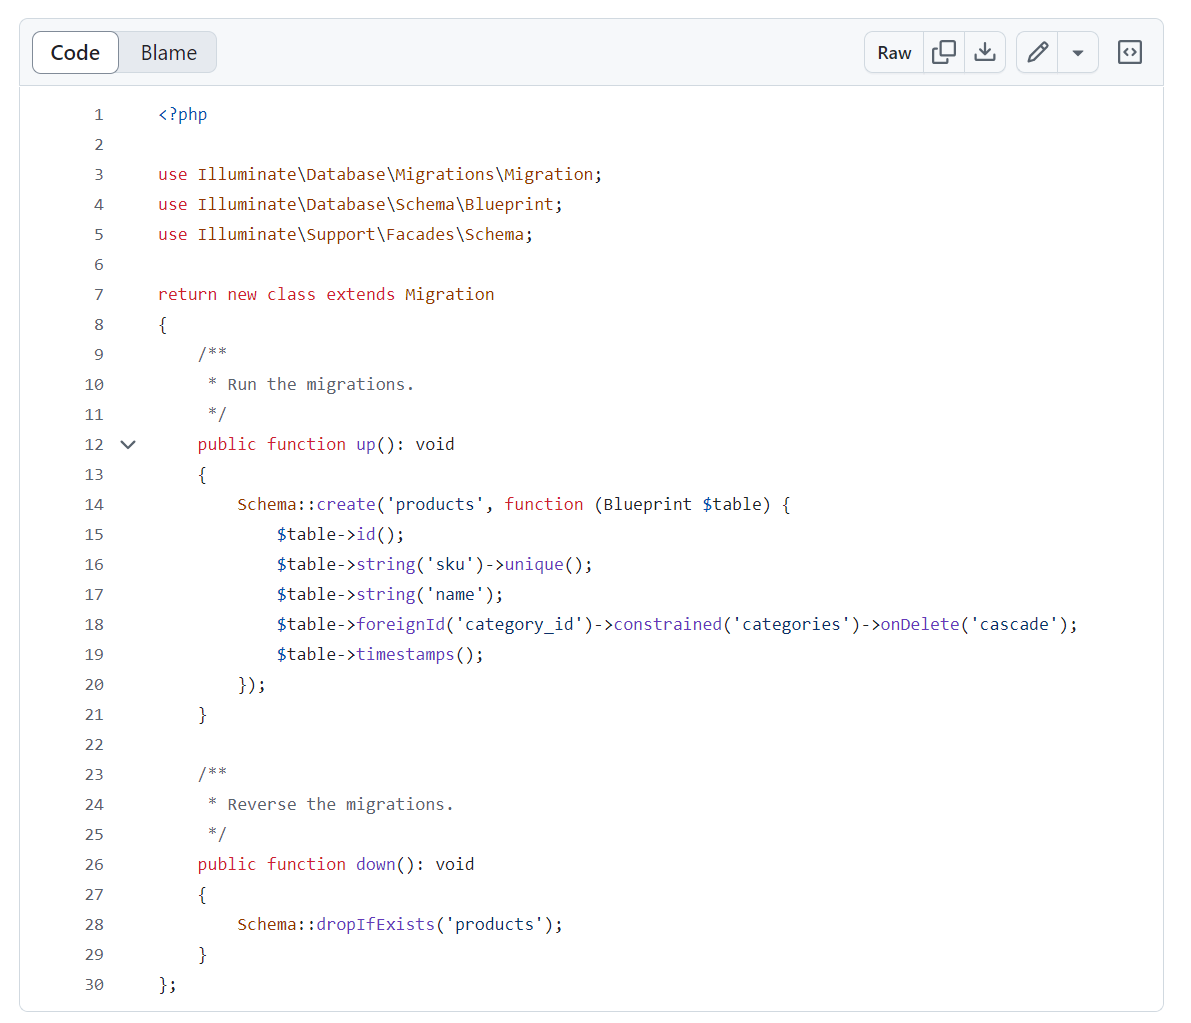 Code Blame Raw
1 <?php
2
3 use Illuminate\Database\Migrations\Migration;
4 use Illuminate\Database\Schema\Blueprint;
5 use Illuminate\Support\Facades\Schema;
6
7 return new class extends Migration
8 {
9     /**
10      * Run the migrations.
11      */
12     public function up(): void
13     {
14         Schema::create('products', function (Blueprint $table) {
15             $table->id();
16             $table->string('sku')->unique();
17             $table->string('name');
18             $table->foreignId('category_id')->constrained('categories')->onDelete('cascade');
19             $table->timestamps();
20         });
21     }
22
23     /**
24      * Reverse the migrations.
25      */
26     public function down(): void
27     {
28         Schema::dropIfExists('products');
29     }
30 };